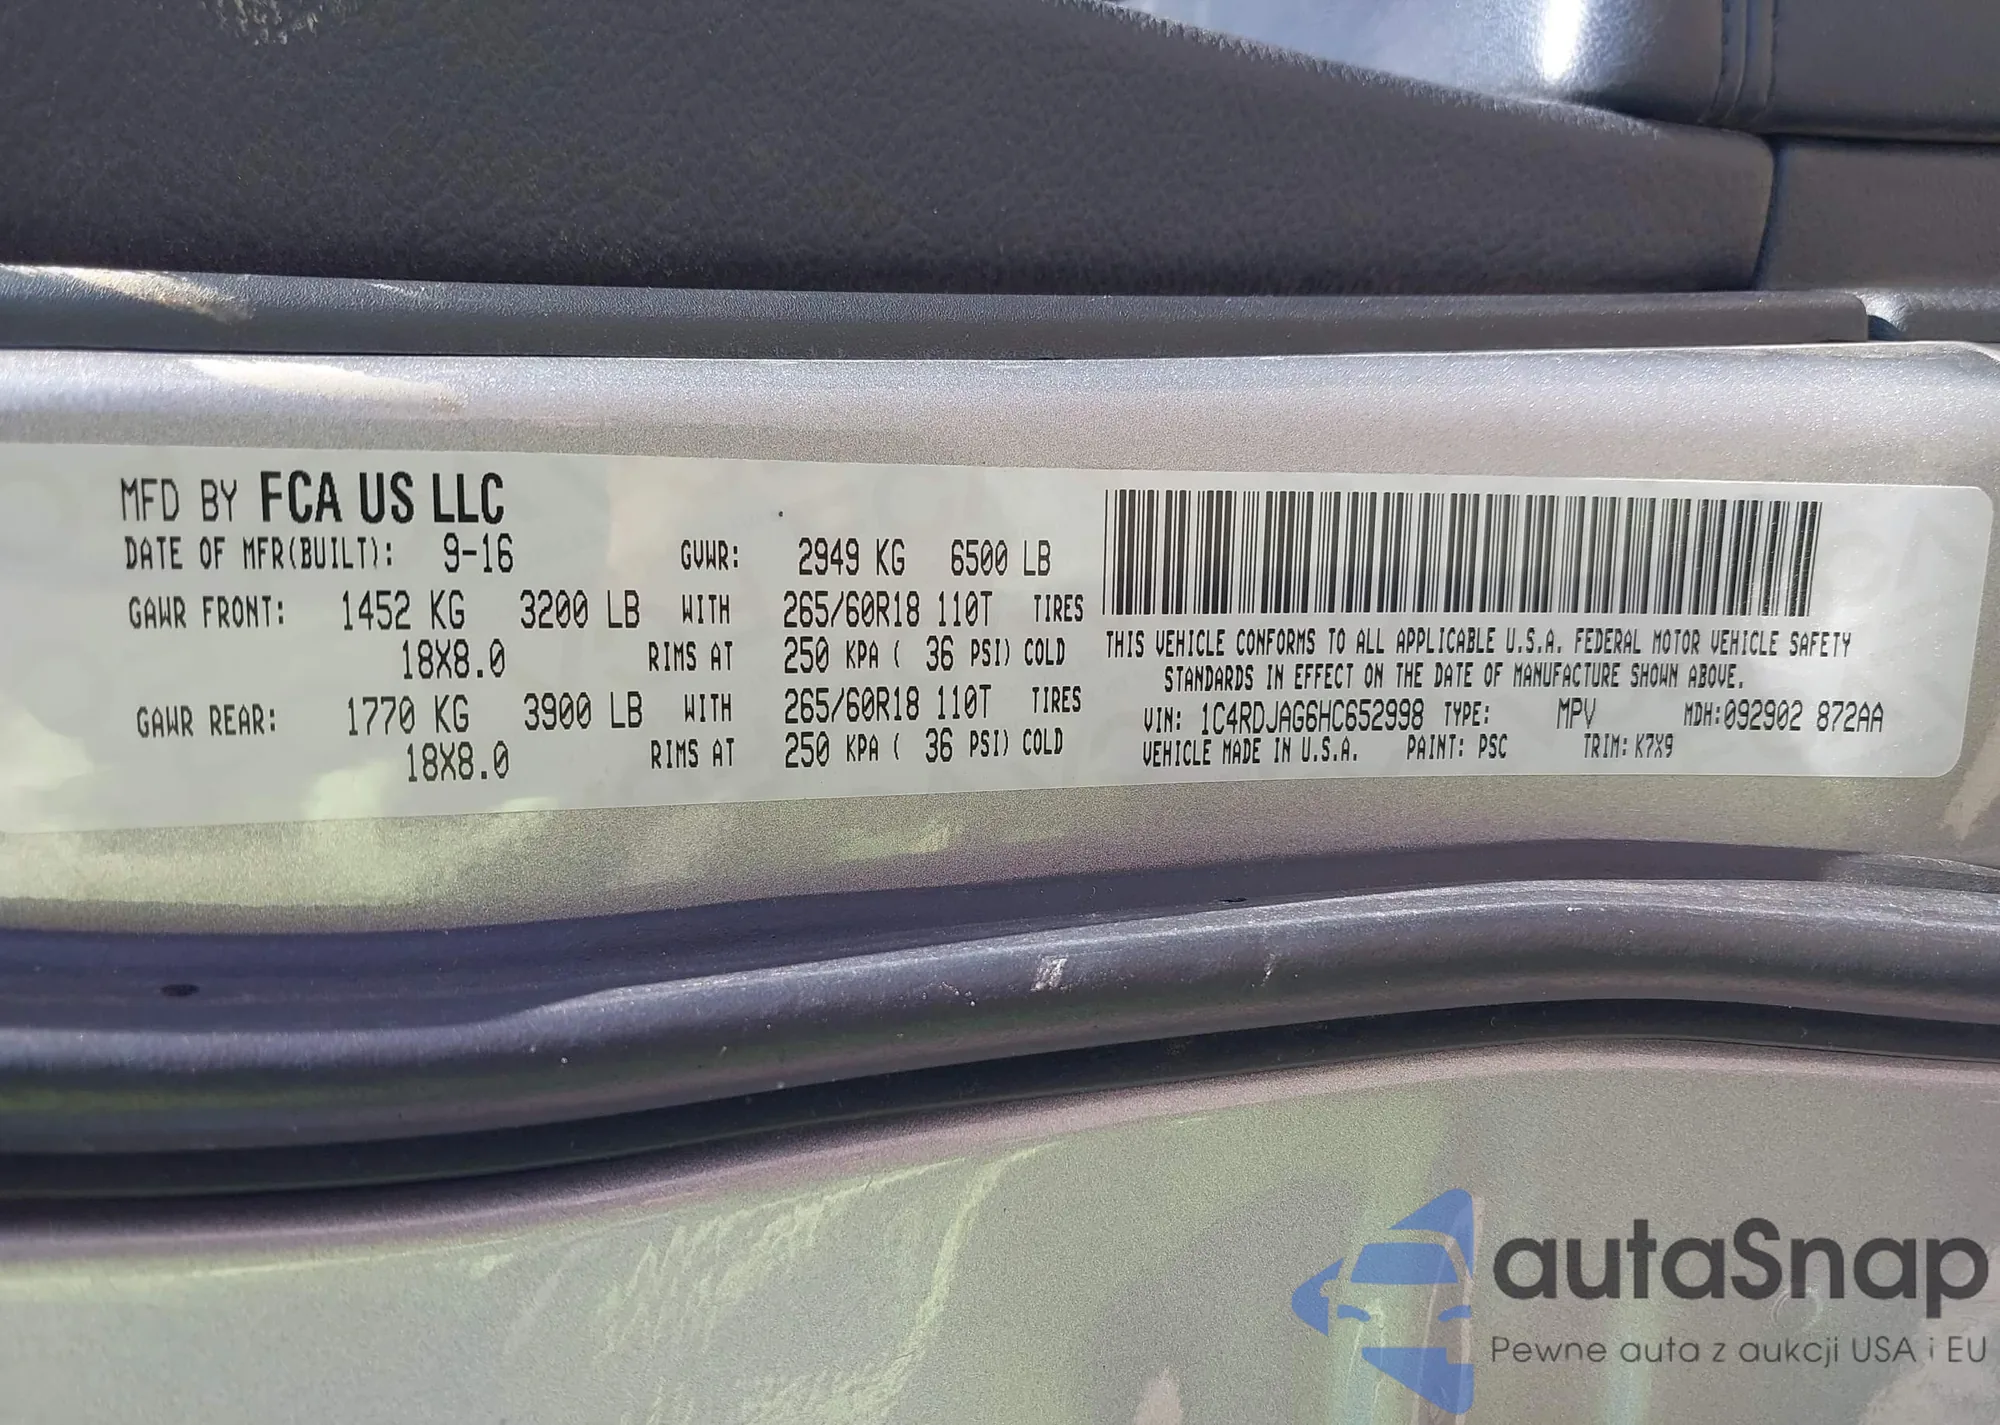 MFD BY FCA US LLC
DATE OF MFR(BUILT): 9-16 GVWR: 2949 KG 6500 LB
GAWR FRONT: 1452 KG 3200 LB WITH 265/60R18 110T TIRES
18X8.0 RIMS AT 250 KPA ( 36 PSI) COLD
GAWR REAR: 1770 KG 3900 LB WITH 265/60R18 110T TIRES
18X8.0 RIMS AT 250 KPA ( 36 PSI) COLD
THIS VEHICLE CONFORMS TO ALL APPLICABLE U.S.A. FEDERAL MOTOR VEHICLE SAFETY
STANDARDS IN EFFECT ON THE DATE OF MANUFACTURE SHOWN ABOVE.
VIN: 1C4RDJAG6HC652998 TYPE: MPV MDH:092902 872AA
VEHICLE MADE IN U.S.A. PAINT: PSC TRIM: K7X9
autaSnap
Pewne auta z aukcji USA i EU